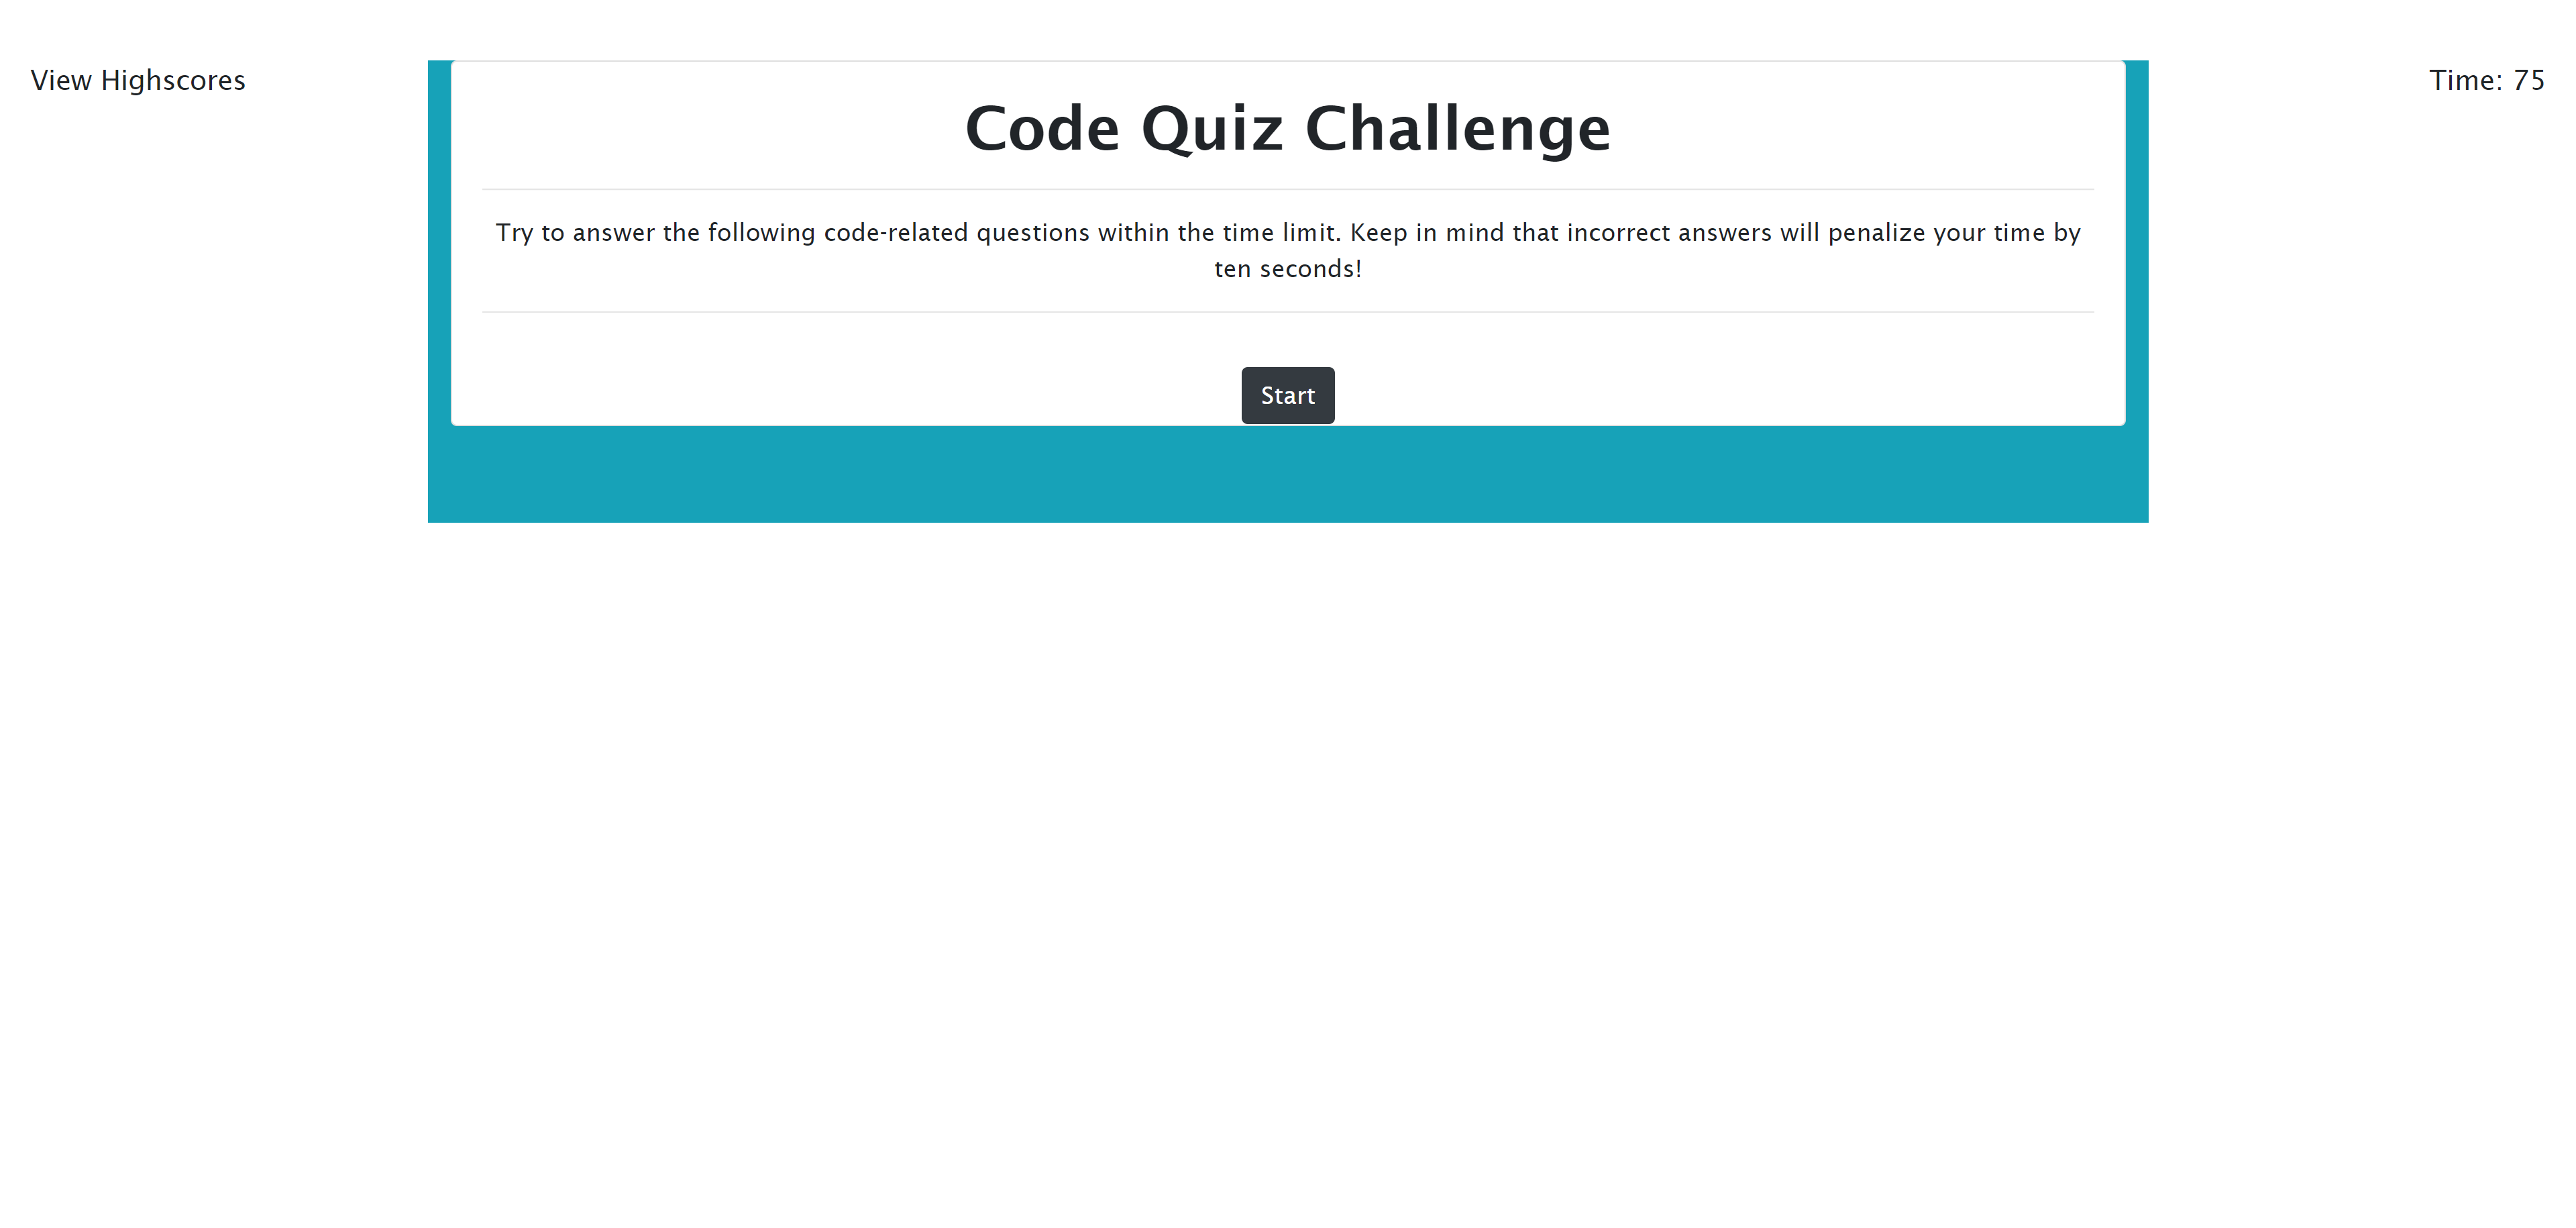 View Highscores
Time: 75
Code Quiz Challenge
Try to answer the following code-related questions within the time limit. Keep in mind that incorrect answers will penalize your time by
ten seconds!
Start